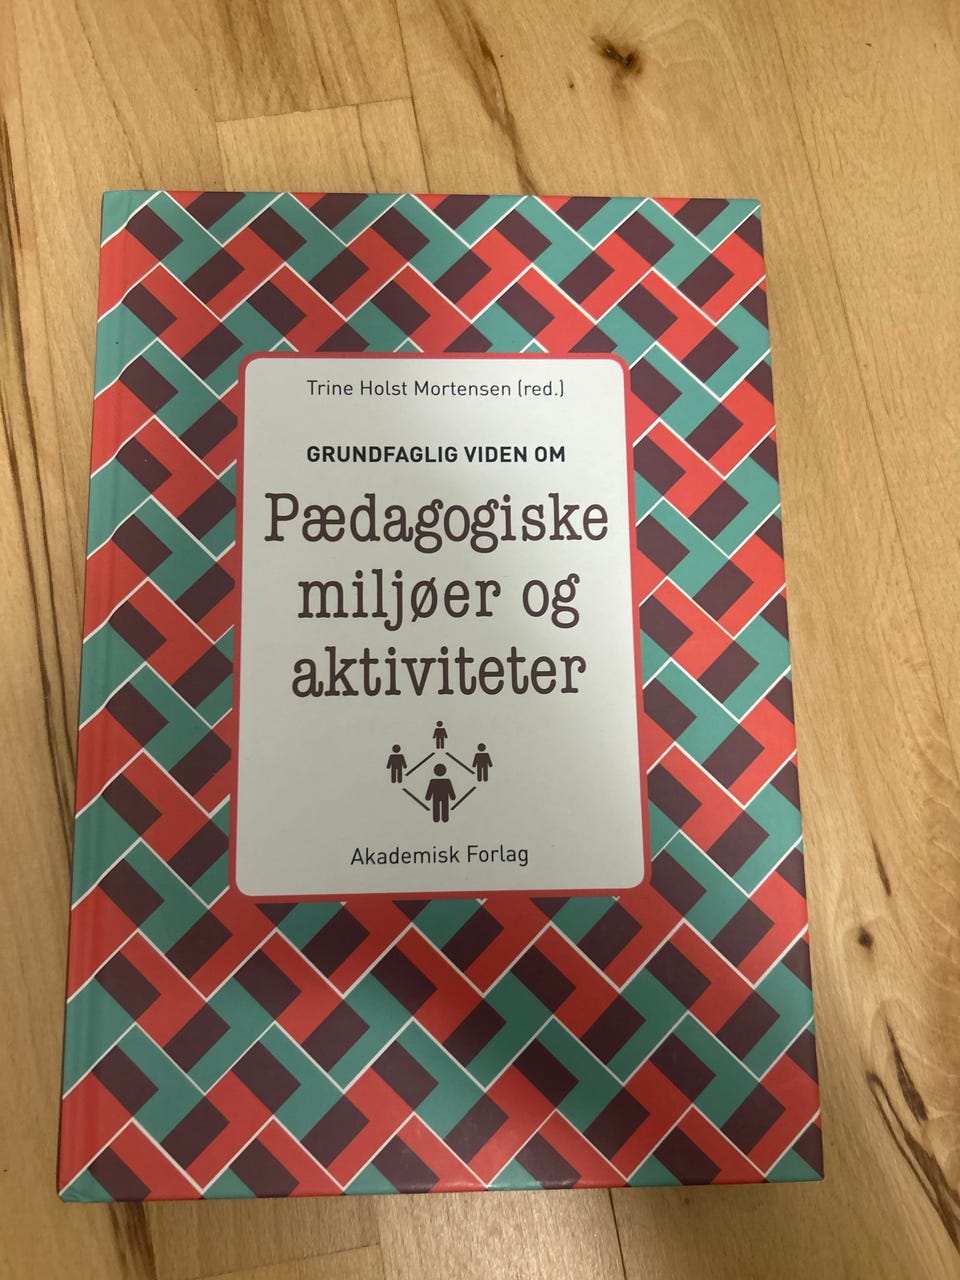 Trine Holst Mortensen (red.)
GRUNDFAGLIG VIDEN OM
Pædagogiske
miljøer og
aktiviteter
Akademisk Forlag